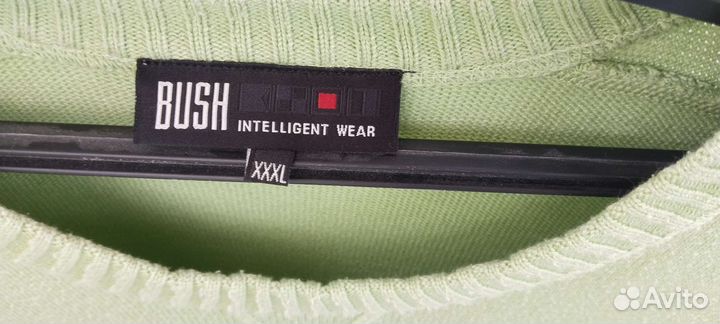 BUSH
INTELLIGENT WEAR
XXXL
Avito